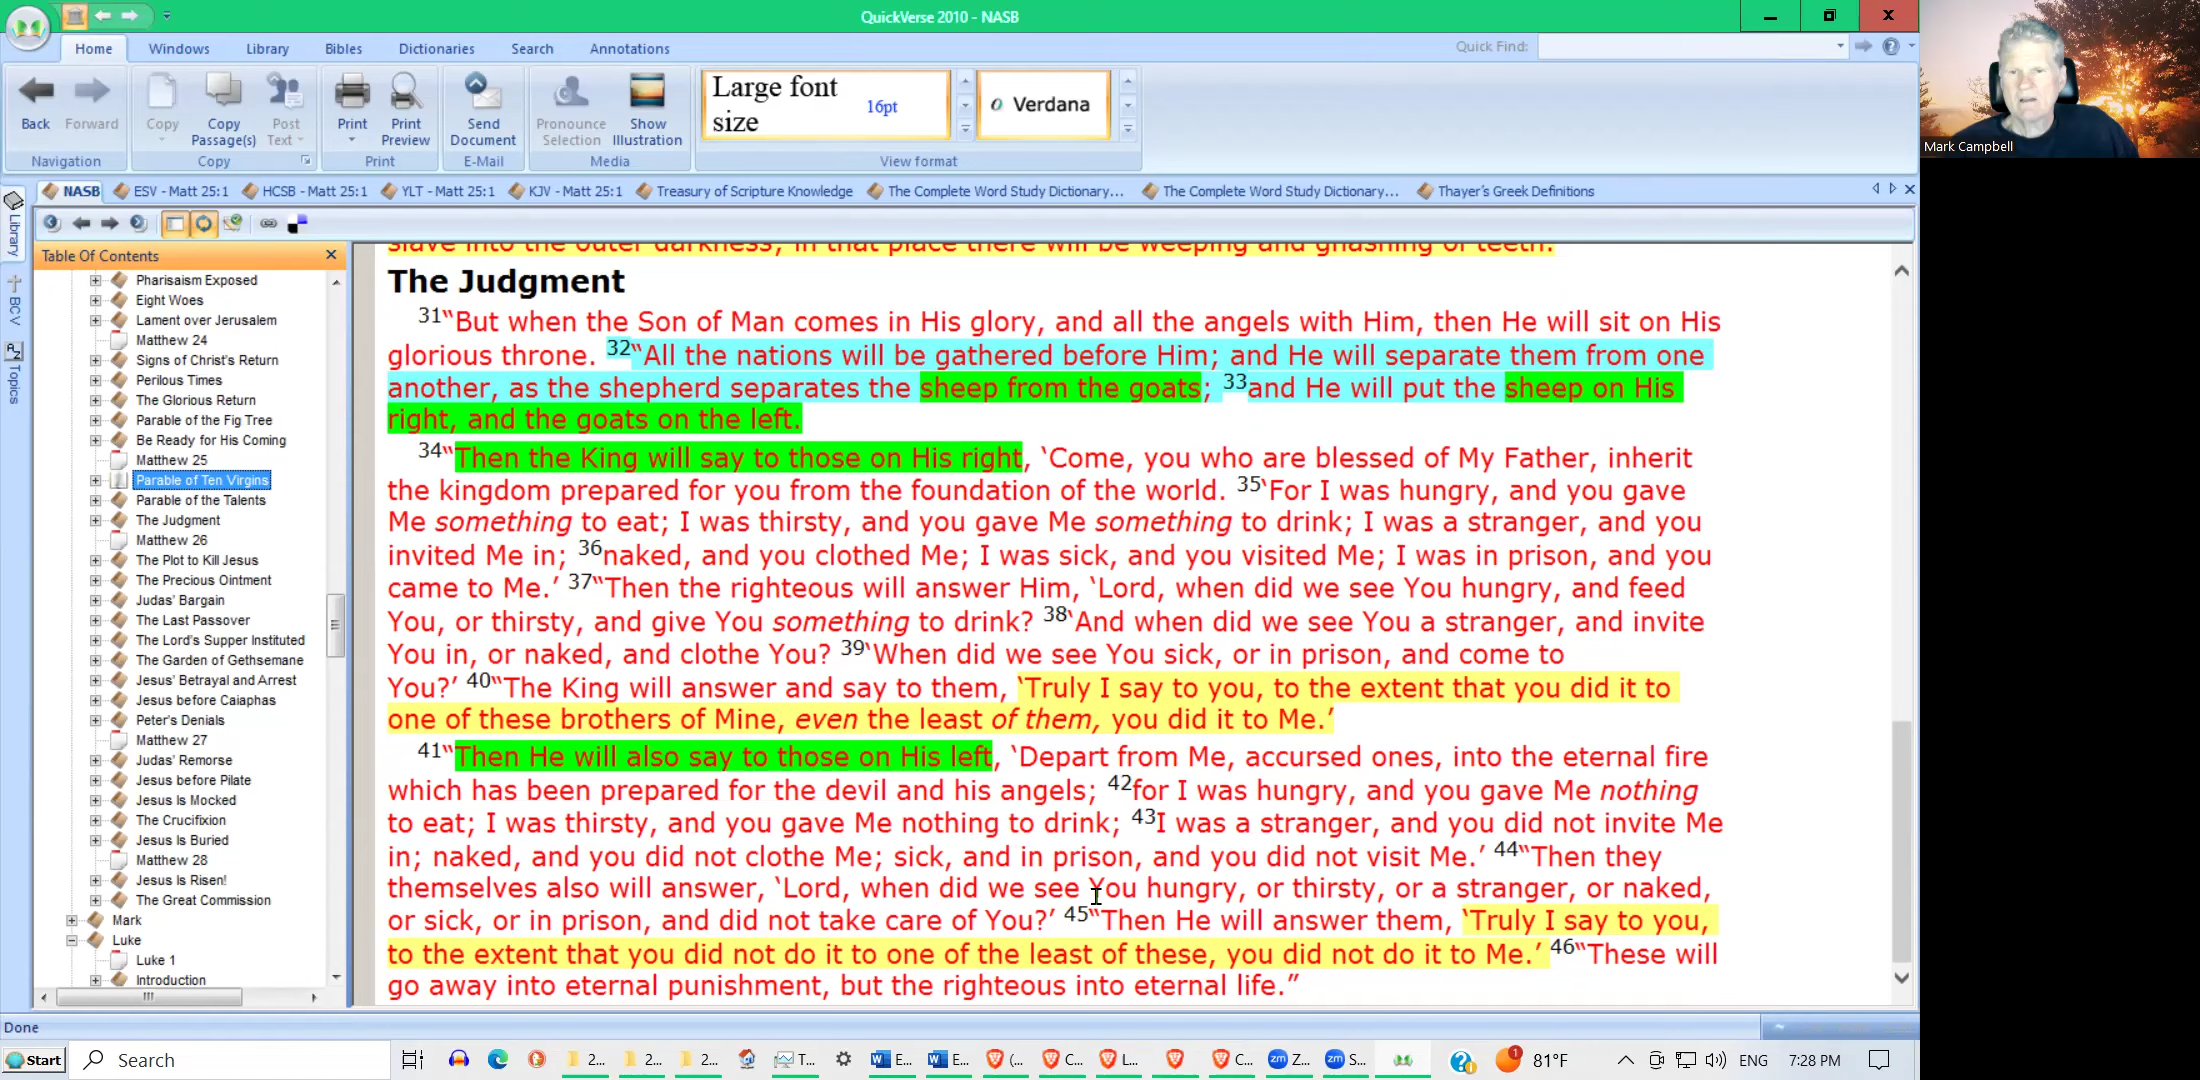 QuickVerse 2010 - NASB
Home Windows Library Bibles Dictionaries Search Annotations
Quick Find:
Back Forward Copy Copy Passage(s) Post Text Print Print Preview Send Document Pronounce Selection Show Illustration
Large font size 16pt
Verdana
Navigation Copy Print E-Mail Media View format
Mark Campbell
NASB ESV - Matt 25:1 HCSB - Matt 25:1 YLT - Matt 25:1 KJV - Matt 25:1 Treasury of Scripture Knowledge The Complete Word Study Dictionary... The Complete Word Study Dictionary... Thayer's Greek Definitions
Library
BCV
Topics
Table Of Contents
Pharisaism Exposed
Eight Woes
Lament over Jerusalem
Matthew 24
Signs of Christ's Return
Perilous Times
The Glorious Return
Parable of the Fig Tree
Be Ready for His Coming
Matthew 25
Parable of Ten Virgins
Parable of the Talents
The Judgment
Matthew 26
The Plot to Kill Jesus
The Precious Ointment
Judas' Bargain
The Last Passover
The Lord's Supper Instituted
The Garden of Gethsemane
Jesus' Betrayal and Arrest
Jesus before Caiaphas
Peter's Denials
Matthew 27
Judas' Remorse
Jesus before Pilate
Jesus Is Mocked
The Crucifixion
Jesus Is Buried
Matthew 28
Jesus Is Risen!
The Great Commission
Mark
Luke
Luke 1
Introduction
slave into the outer darkness; in that place there will be weeping and gnashing of teeth.
The Judgment
31“But when the Son of Man comes in His glory, and all the angels with Him, then He will sit on His
glorious throne. 32“All the nations will be gathered before Him; and He will separate them from one
another, as the shepherd separates the sheep from the goats; 33and He will put the sheep on His
right, and the goats on the left.
34“Then the King will say to those on His right, ‘Come, you who are blessed of My Father, inherit
the kingdom prepared for you from the foundation of the world. 35‘For I was hungry, and you gave
Me something to eat; I was thirsty, and you gave Me something to drink; I was a stranger, and you
invited Me in; 36naked, and you clothed Me; I was sick, and you visited Me; I was in prison, and you
came to Me.’ 37“Then the righteous will answer Him, ‘Lord, when did we see You hungry, and feed
You, or thirsty, and give You something to drink? 38‘And when did we see You a stranger, and invite
You in, or naked, and clothe You? 39‘When did we see You sick, or in prison, and come to
You?’ 40“The King will answer and say to them, ‘Truly I say to you, to the extent that you did it to
one of these brothers of Mine, even the least of them, you did it to Me.’
41“Then He will also say to those on His left, ‘Depart from Me, accursed ones, into the eternal fire
which has been prepared for the devil and his angels; 42for I was hungry, and you gave Me nothing
to eat; I was thirsty, and you gave Me nothing to drink; 43I was a stranger, and you did not invite Me
in; naked, and you did not clothe Me; sick, and in prison, and you did not visit Me.’ 44“Then they
themselves also will answer, ‘Lord, when did we see You hungry, or thirsty, or a stranger, or naked,
or sick, or in prison, and did not take care of You?’ 45“Then He will answer them, ‘Truly I say to you,
to the extent that you did not do it to one of the least of these, you did not do it to Me.’ 46“These will
go away into eternal punishment, but the righteous into eternal life.”
Done
Start Search 2... 2... 2... T... E... E... (... C... L... C... Z... S... 1 81°F ENG 7:28 PM